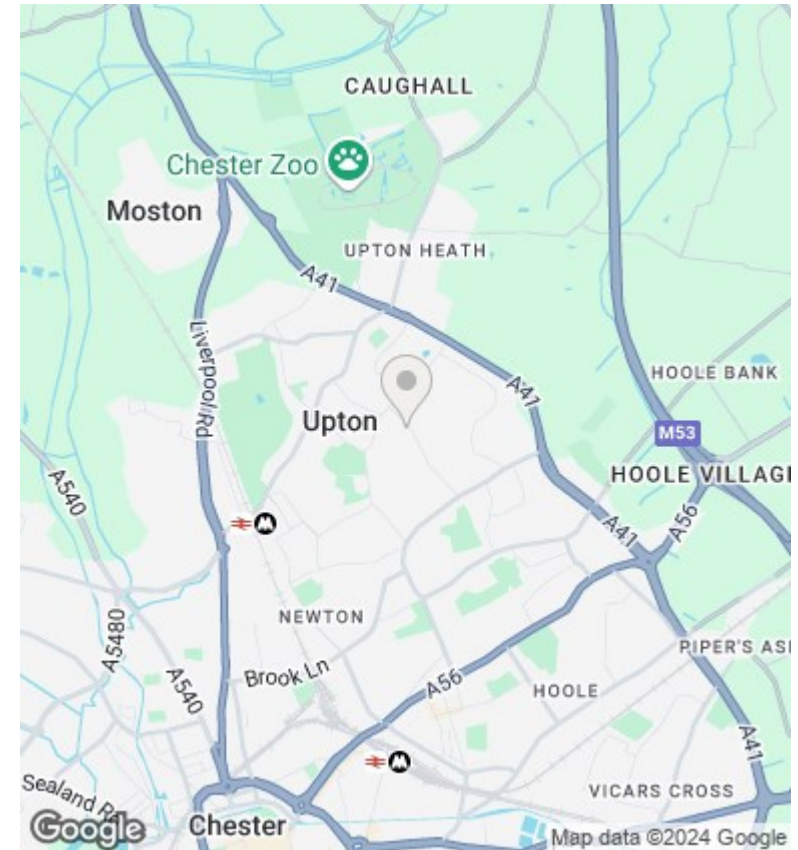 CAUGHALL
Chester Zoo
Moston
UPTON HEATH
A41
Liverpool Rd
HOOLE BANK
A41
Upton
M53
HOOLE VILLAG
A540
A56
A41
NEWTON
A5480
PIPER'S AS
Brook Ln
A540
A56
HOOLE
A41
VICARS CROSS
Sealand Rd
Chester
Google
Map data ©2024 Google